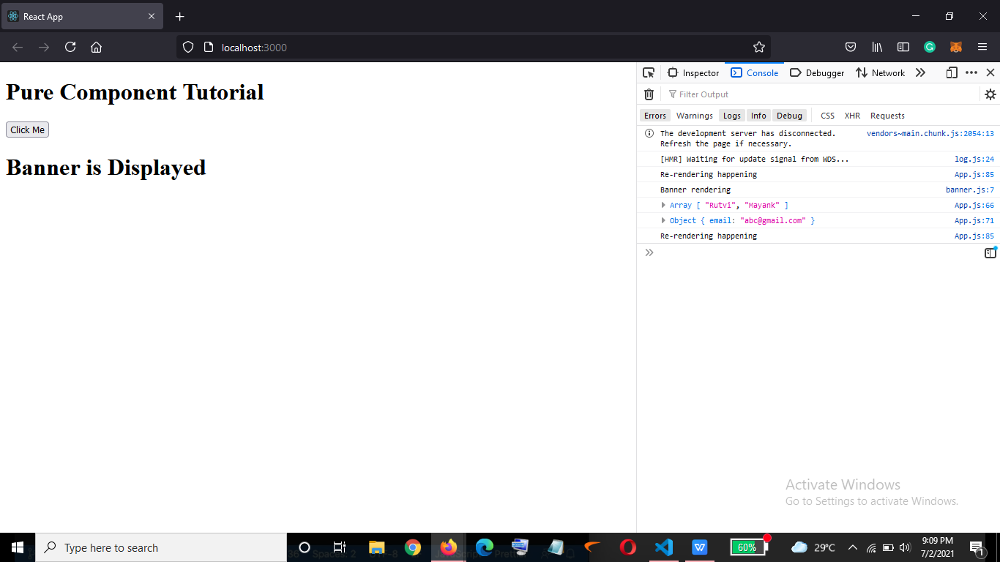 React App
localhost:3000
Pure Component Tutorial
Click Me
Banner is Displayed
Inspector Console Debugger Network
Filter Output
Errors Warnings Logs Info Debug CSS XHR Requests
The development server has disconnected. vendors~main.chunk.js:2054:13
Refresh the page if necessary.
[HMR] Waiting for update signal from WDS... log.js:24
Re-rendering happening App.js:85
Banner rendering banner.js:7
Array [ "Rutvi", "Mayank" ] App.js:66
Object { email: "abc@gmail.com" } App.js:71
Re-rendering happening App.js:85
Activate Windows
Go to Settings to activate Windows.
Type here to search
60%
29°C
9:09 PM
7/2/2021
1